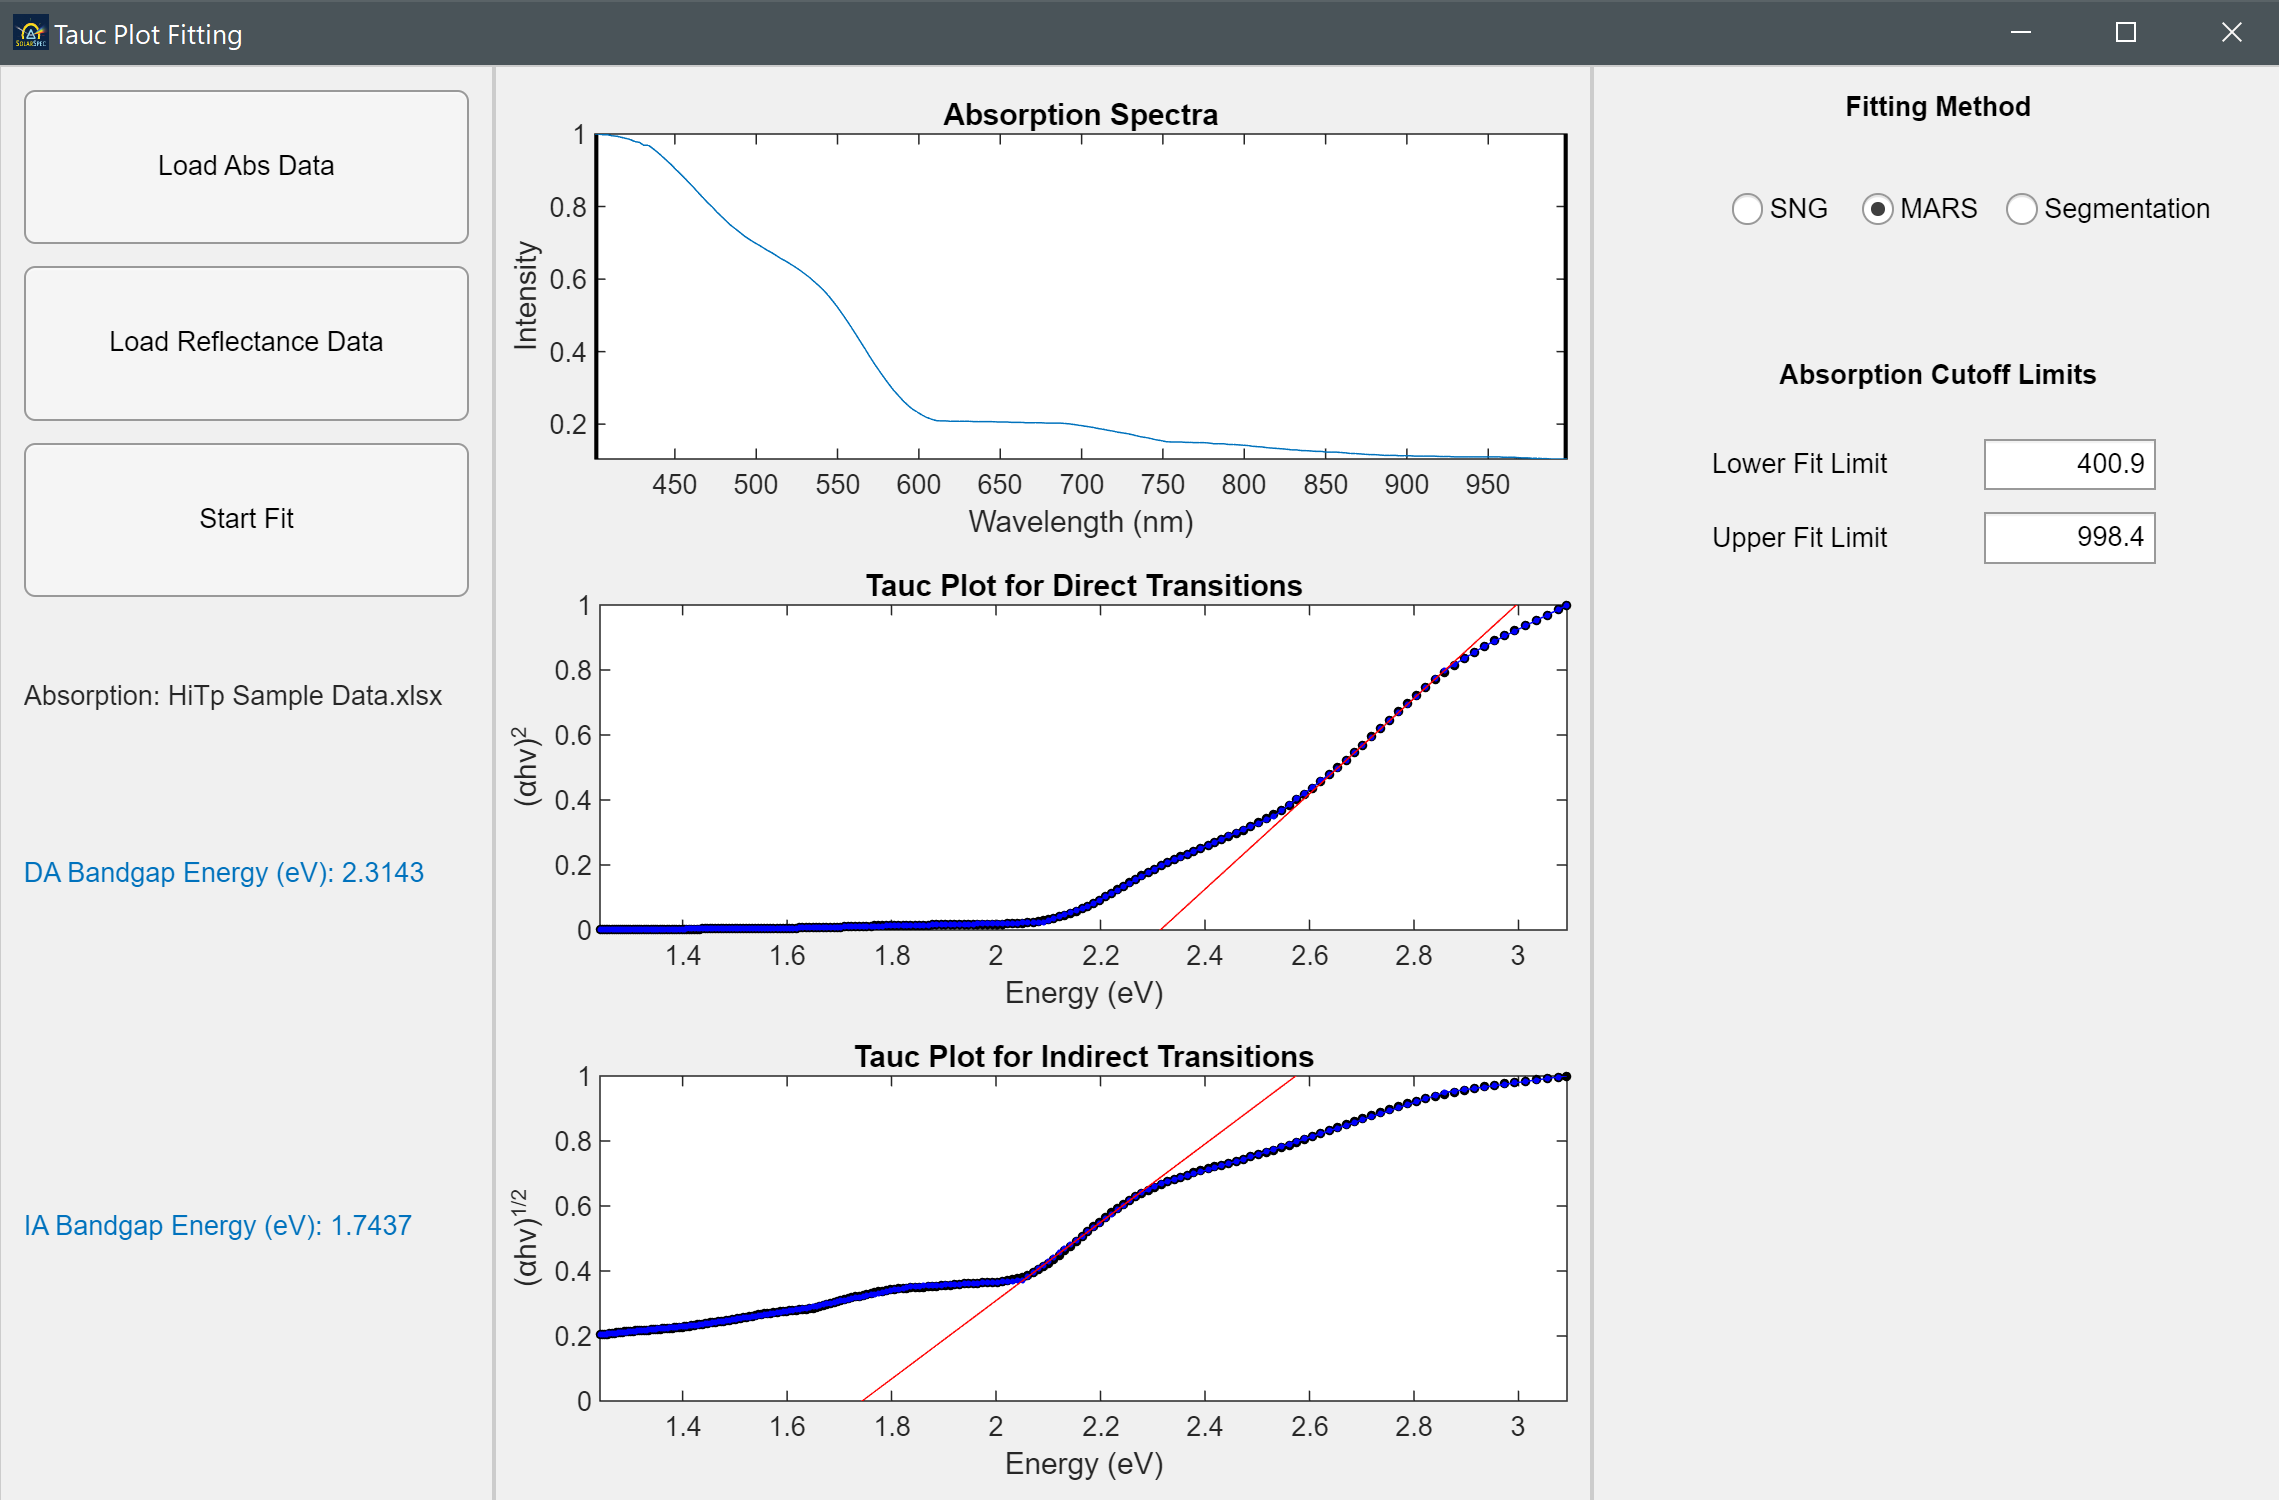 SOLARSPEC
Tauc Plot Fitting
Load Abs Data
Load Reflectance Data
Start Fit
Absorption: HiTp Sample Data.xlsx
DA Bandgap Energy (eV): 2.3143
IA Bandgap Energy (eV): 1.7437
Absorption Spectra
1
0.8
0.6
0.4
0.2
Intensity
450 500 550 600 650 700 750 800 850 900 950
Wavelength (nm)
Tauc Plot for Direct Transitions
1
0.8
0.6
0.4
0.2
0
(αhν)²
1.4 1.6 1.8 2 2.2 2.4 2.6 2.8 3
Energy (eV)
Tauc Plot for Indirect Transitions
1
0.8
0.6
0.4
0.2
0
(αhν)^1/2
1.4 1.6 1.8 2 2.2 2.4 2.6 2.8 3
Energy (eV)
Fitting Method
SNG MARS Segmentation
Absorption Cutoff Limits
Lower Fit Limit 400.9
Upper Fit Limit 998.4